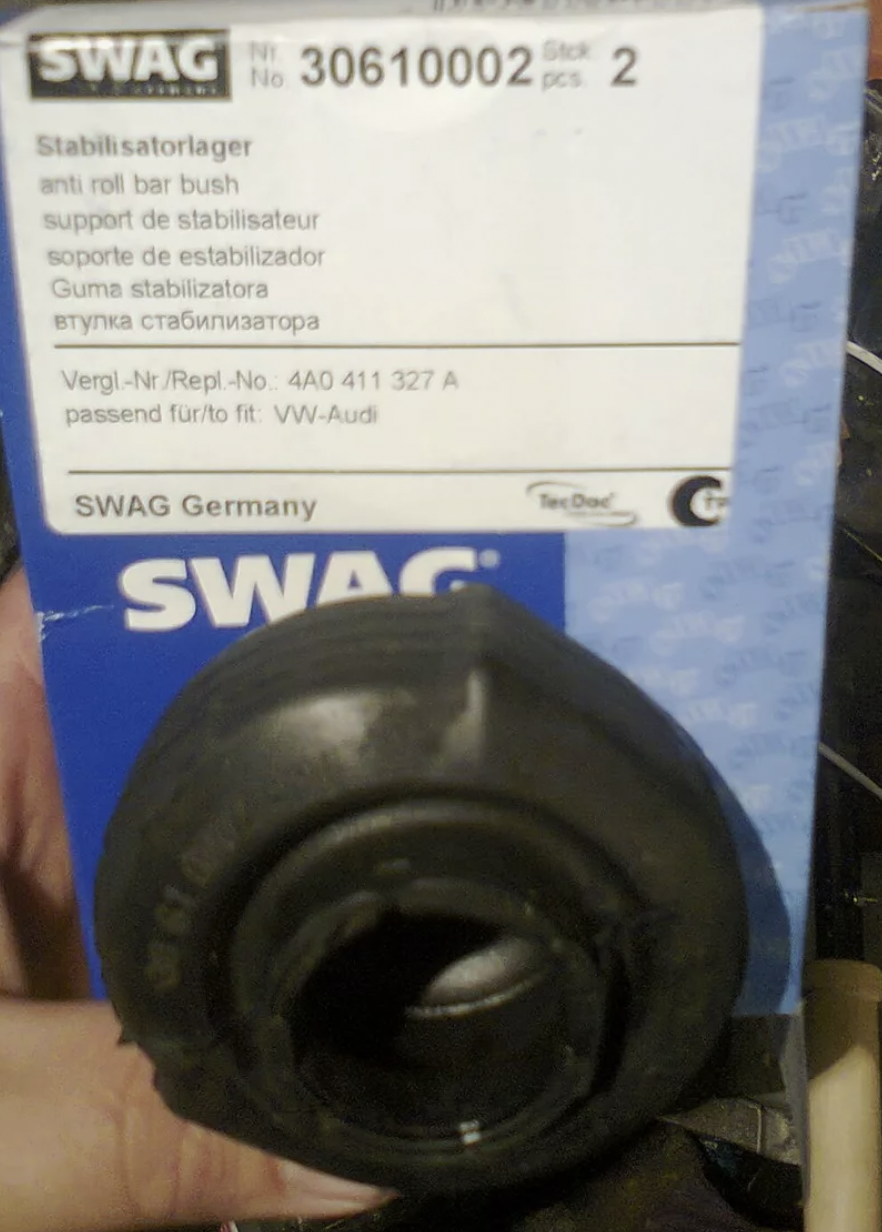 SWAG Nr. No. 30610002 Stck pcs. 2
Stabilisatorlager
anti roll bar bush
support de stabilisateur
soporte de estabilizador
Guma stabilizatora
втулка стабилизатора
Vergl.-Nr./Repl.-No.: 4A0 411 327 A
passend für/to fit: VW-Audi
SWAG Germany TecDoc
SWAG